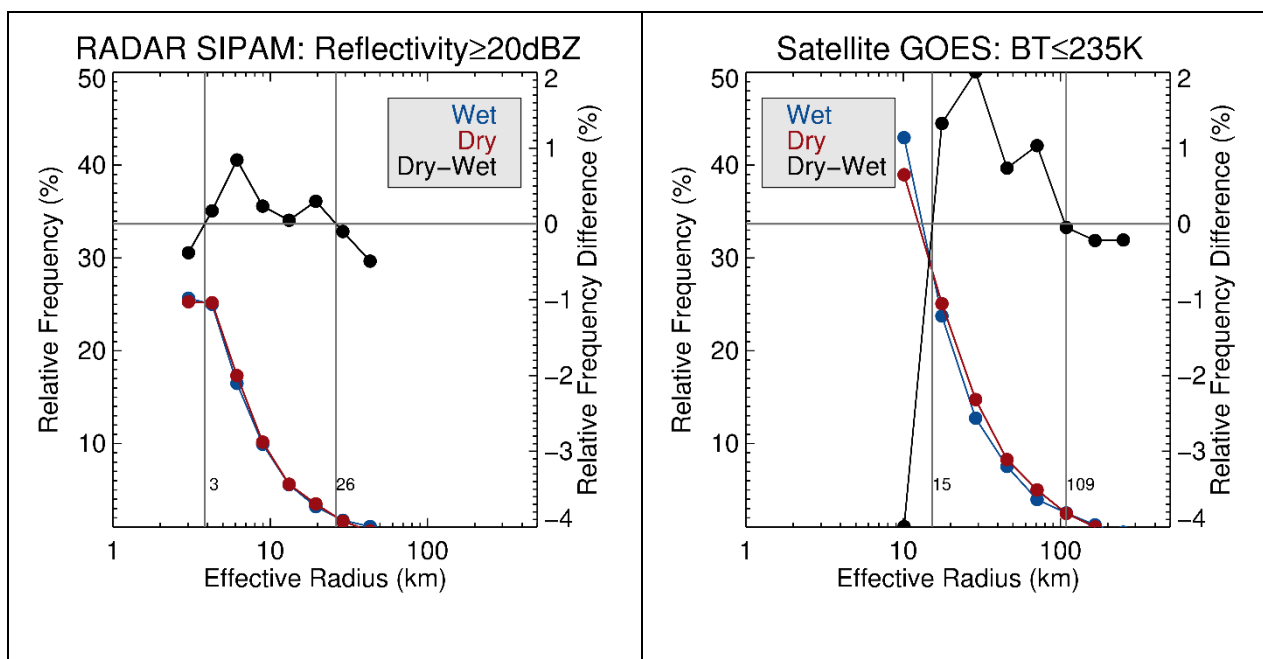 RADAR SIPAM: Reflectivity≥20dBZ
50
40
30
20
10
Relative Frequency (%)
Wet
Dry
Dry−Wet
2
1
0
−1
−2
−3
−4
Relative Frequency Difference (%)
3
26
1
10
100
Effective Radius (km)
Satellite GOES: BT≤235K
50
40
30
20
10
Relative Frequency (%)
Wet
Dry
Dry−Wet
2
1
0
−1
−2
−3
−4
Relative Frequency Difference (%)
15
109
1
10
100
Effective Radius (km)